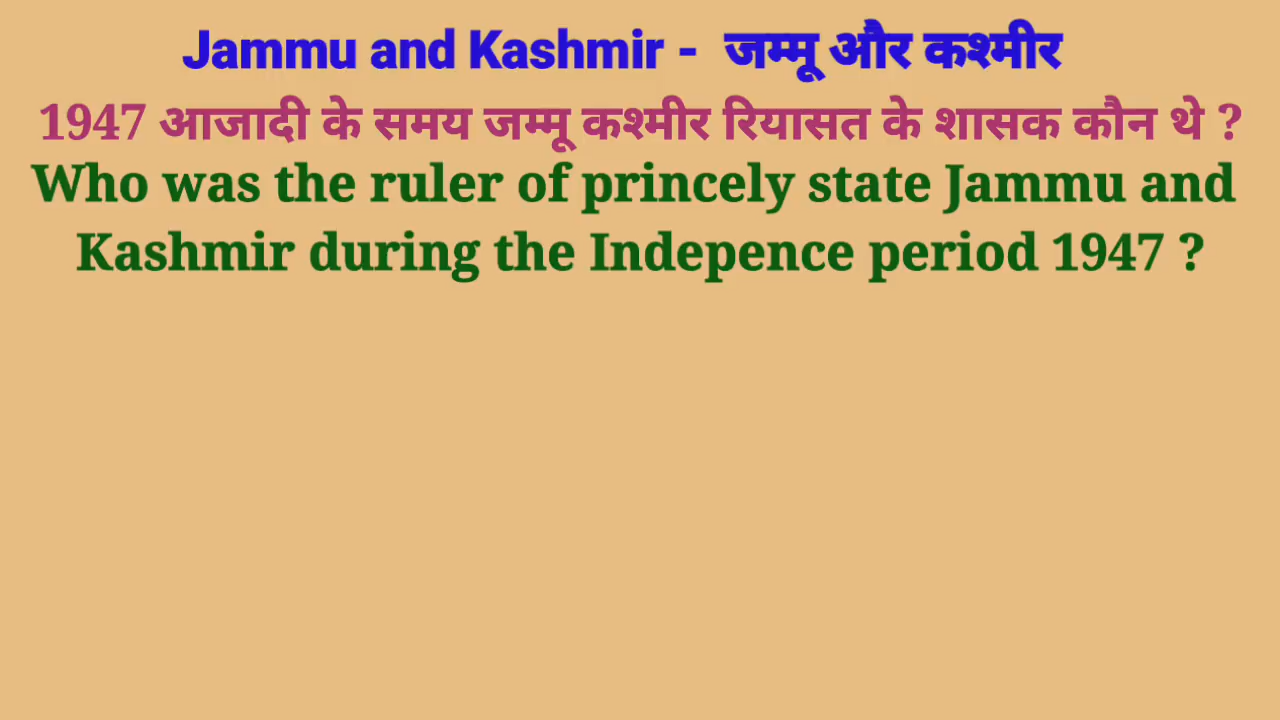 Jammu and Kashmir - जम्मू और कश्मीर
1947 आजादी के समय जम्मू कश्मीर रियासत के शासक कौन थे ?
Who was the ruler of princely state Jammu and
Kashmir during the Indepence period 1947 ?